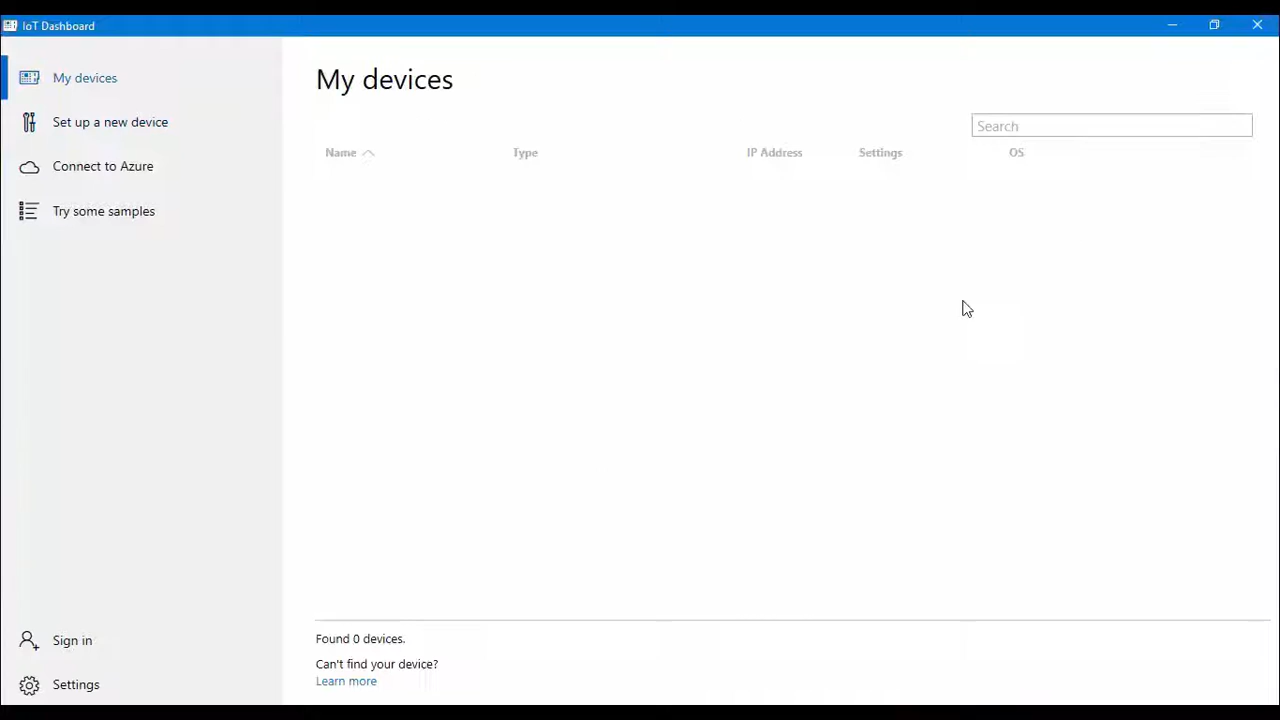 IoT Dashboard
My devices
Set up a new device
Connect to Azure
Try some samples
Sign in
Settings
My devices
Search
Name Type IP Address Settings OS
Found 0 devices.
Can't find your device?
Learn more